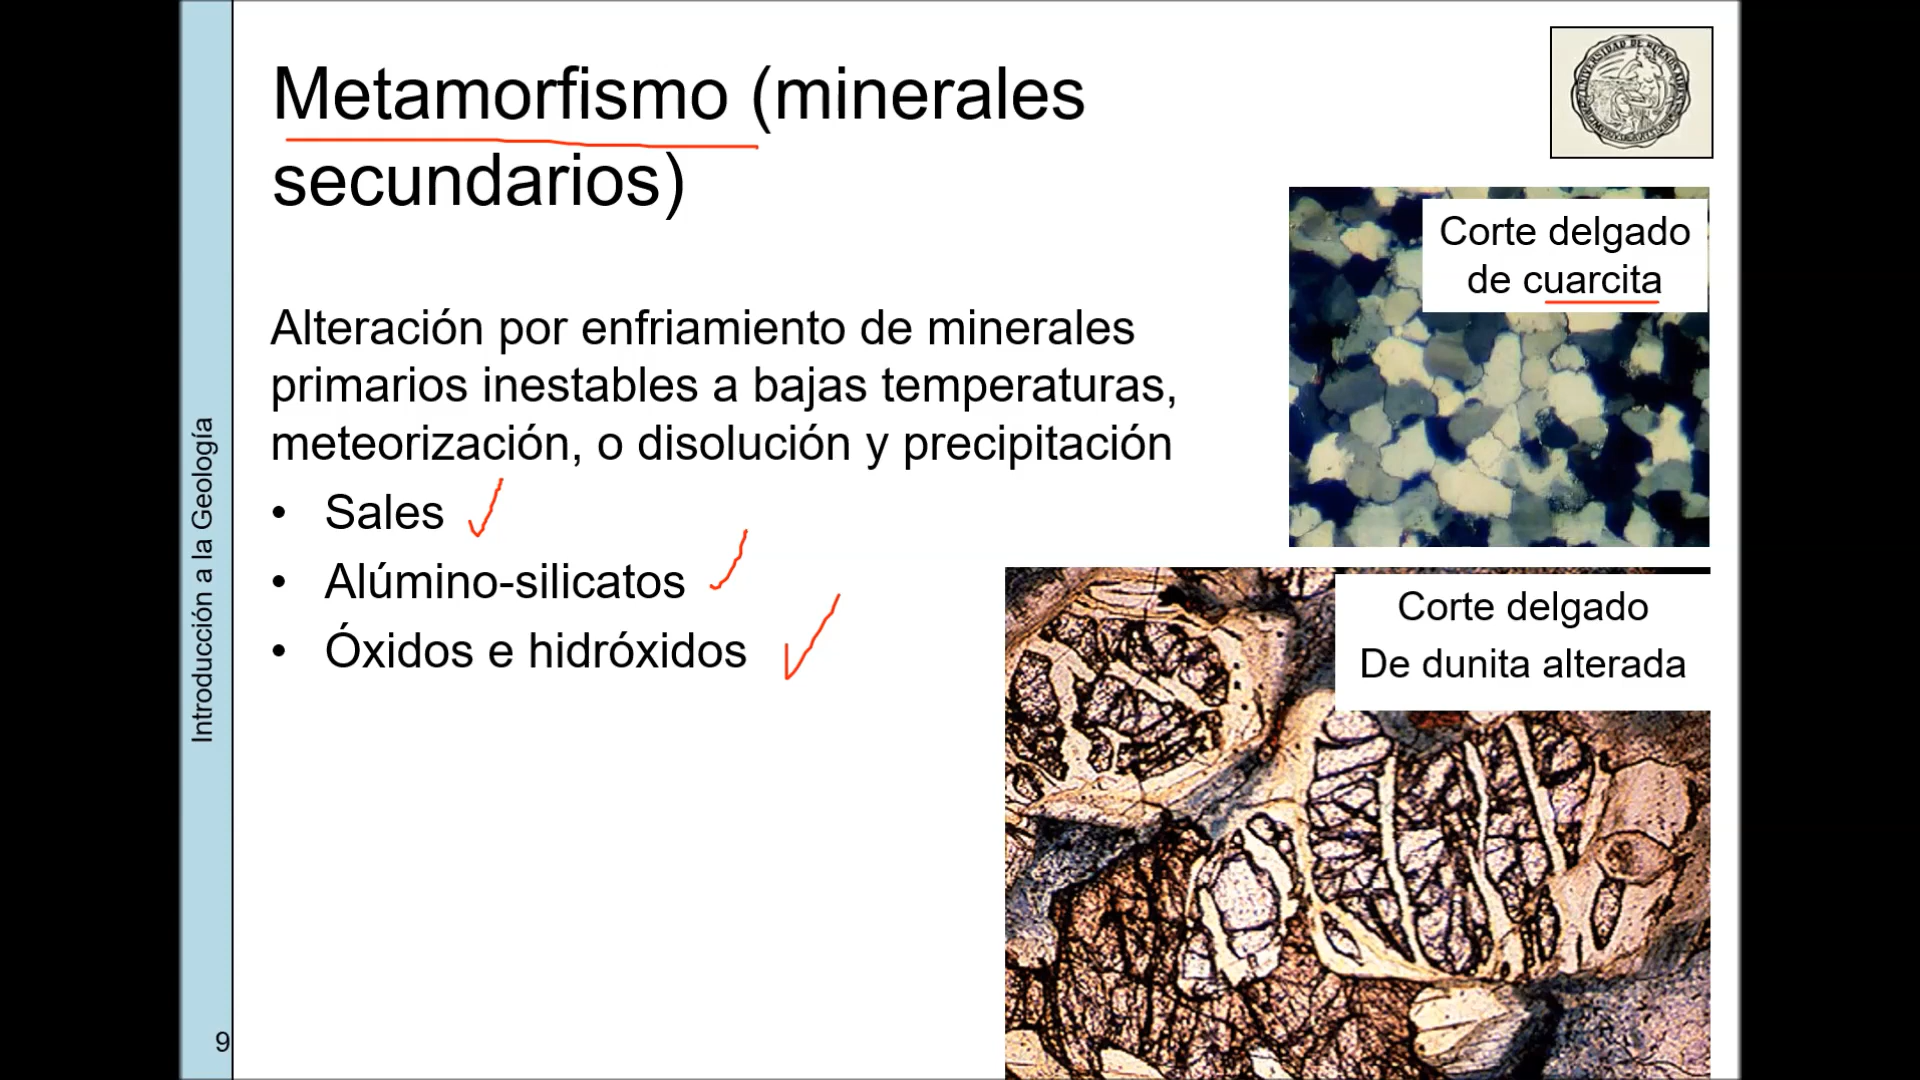 Metamorfismo (minerales
secundarios)
Corte delgado
de cuarcita
Alteración por enfriamiento de minerales
primarios inestables a bajas temperaturas,
meteorización, o disolución y precipitación
• Sales
• Alúmino-silicatos
• Óxidos e hidróxidos
Corte delgado
De dunita alterada
Introducción a la Geología
9